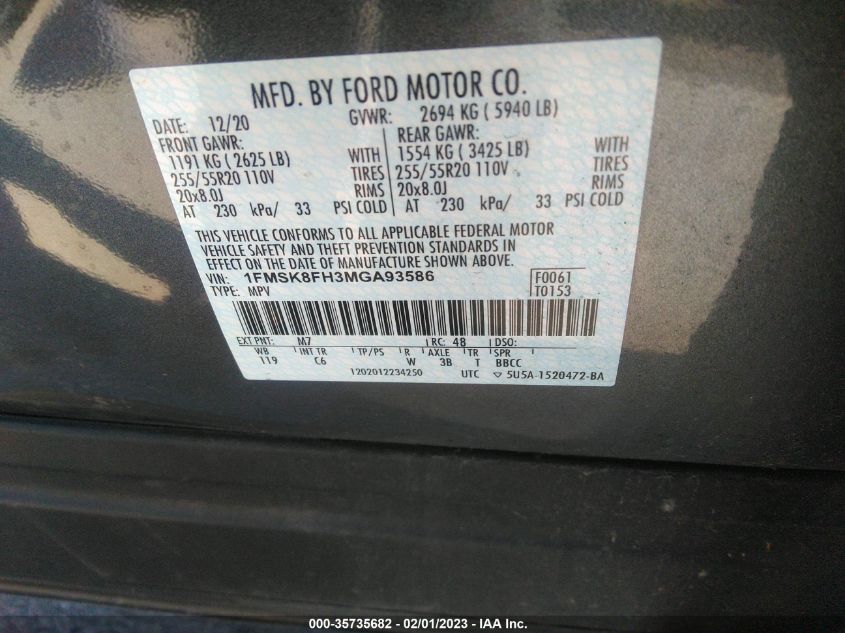 MFD. BY FORD MOTOR CO.
DATE: 12/20 GVWR: 2694 KG ( 5940 LB)
FRONT GAWR: REAR GAWR:
1191 KG ( 2625 LB) WITH 1554 KG ( 3425 LB) WITH
255/55R20 110V TIRES 255/55R20 110V TIRES
20x8.0J RIMS 20x8.0J RIMS
AT 230 kPa/ 33 PSI COLD AT 230 kPa/ 33 PSI COLD
THIS VEHICLE CONFORMS TO ALL APPLICABLE FEDERAL MOTOR
VEHICLE SAFETY AND THEFT PREVENTION STANDARDS IN
EFFECT ON THE DATE OF MANUFACTURE SHOWN ABOVE.
VIN: 1FMSK8FH3MGA93586 F0061
TYPE: MPV T0153
EXT PNT: M7 RC: 48 DSO:
WB INT TR TP/PS R AXLE TR SPR
119 C6 W 3B T BBCC
1202012234250 UTC ▽ 5U5A-1520472-BA
000-35735682 - 02/01/2023 - IAA Inc.